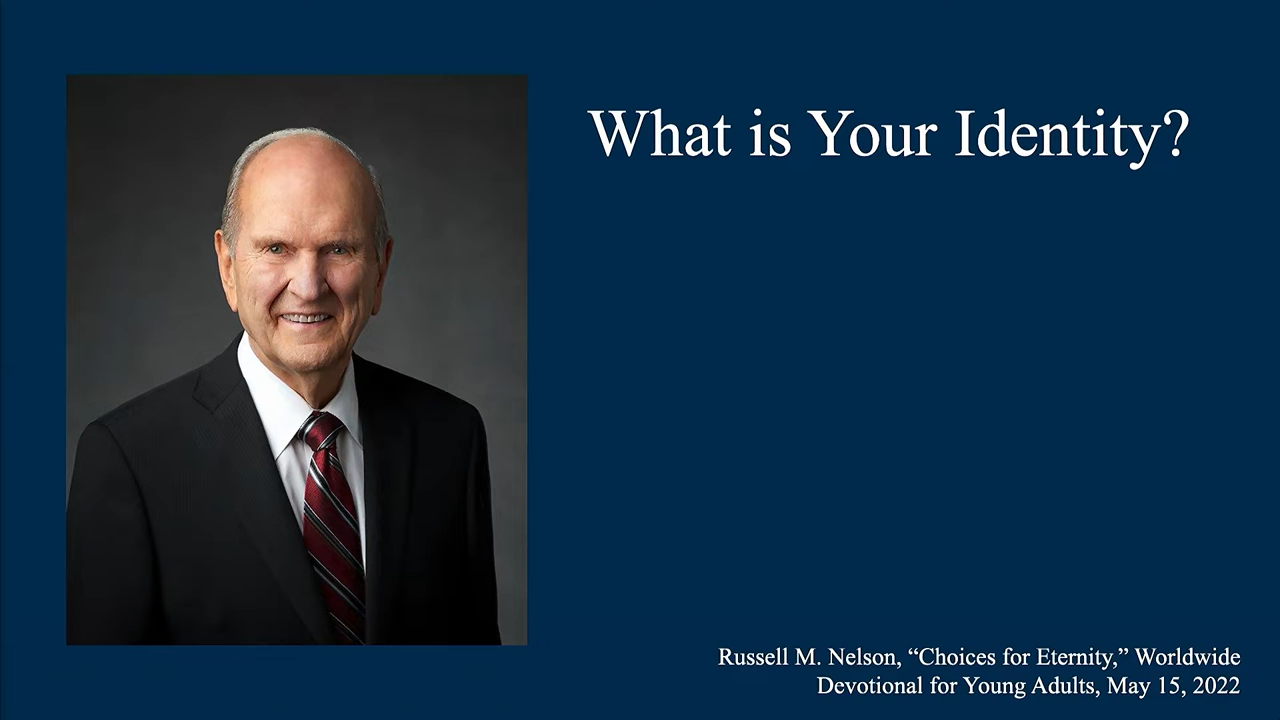 What is Your Identity?
Russell M. Nelson, “Choices for Eternity,” Worldwide
Devotional for Young Adults, May 15, 2022